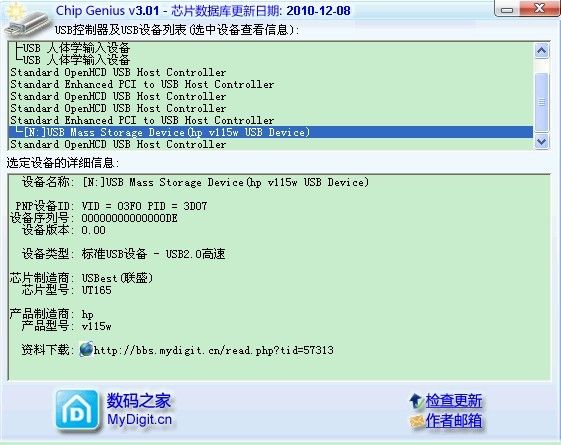 Chip Genius v3.01 - 芯片数据库更新日期: 2010-12-08
USB控制器及USB设备列表(选中设备查看信息):
├USB 人体学输入设备
└USB 人体学输入设备
Standard OpenHCD USB Host Controller
Standard Enhanced PCI to USB Host Controller
Standard OpenHCD USB Host Controller
Standard OpenHCD USB Host Controller
Standard Enhanced PCI to USB Host Controller
└[N:]USB Mass Storage Device(hp v115w USB Device)
Standard OpenHCD USB Host Controller
选定设备的详细信息:
设备名称: [N:]USB Mass Storage Device(hp v115w USB Device)
PNP设备ID: VID = 03F0 PID = 3D07
设备序列号: 00000000000000DE
设备版本: 0.00
设备类型: 标准USB设备 - USB2.0高速
芯片制造商: USBest(联盛)
芯片型号: UT165
产品制造商: hp
产品型号: v115w
资料下载: http://bbs.mydigit.cn/read.php?tid=57313
数码之家
MyDigit.cn
检查更新
作者邮箱